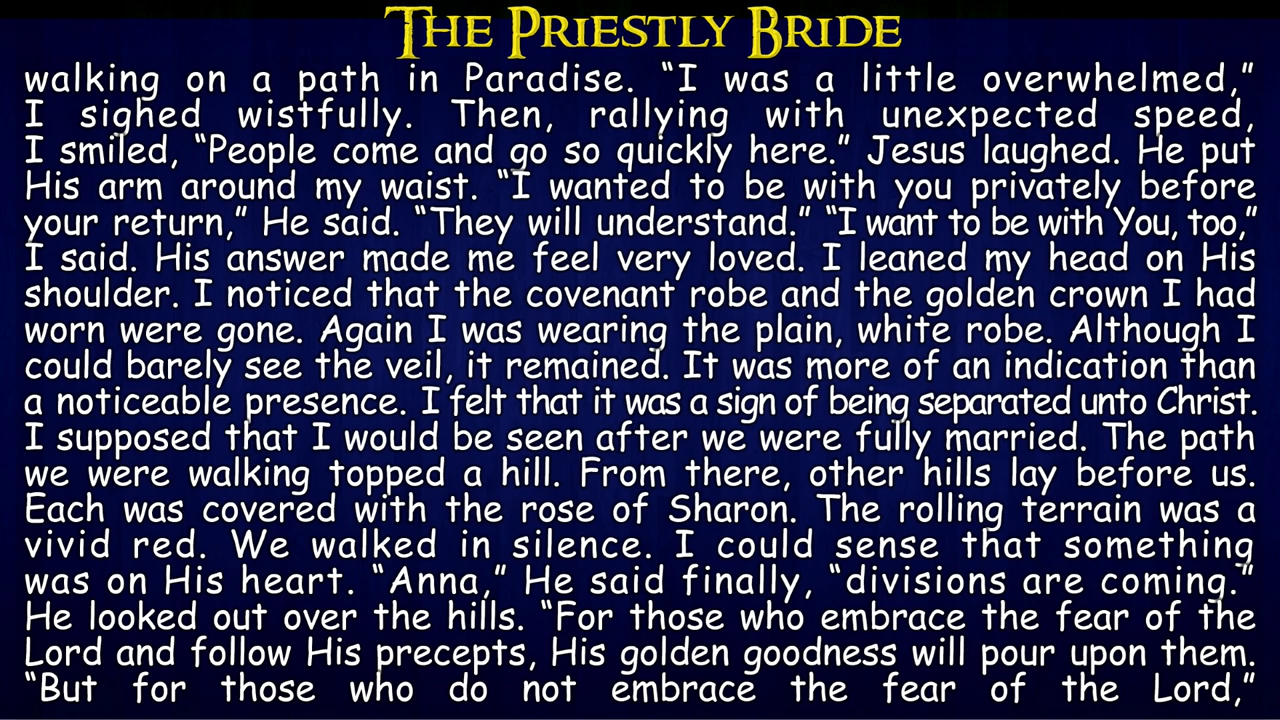 The Priestly Bride
walking on a path in Paradise. “I was a little overwhelmed,”
I sighed wistfully. Then, rallying with unexpected speed,
I smiled, “People come and go so quickly here.” Jesus laughed. He put
His arm around my waist. “I wanted to be with you privately before
your return,” He said. “They will understand.” “I want to be with You, too,”
I said. His answer made me feel very loved. I leaned my head on His
shoulder. I noticed that the covenant robe and the golden crown I had
worn were gone. Again I was wearing the plain, white robe. Although I
could barely see the veil, it remained. It was more of an indication than
a noticeable presence. I felt that it was a sign of being separated unto Christ.
I supposed that I would be seen after we were fully married. The path
we were walking topped a hill. From there, other hills lay before us.
Each was covered with the rose of Sharon. The rolling terrain was a
vivid red. We walked in silence. I could sense that something
was on His heart. “Anna,” He said finally, “divisions are coming.”
He looked out over the hills. “For those who embrace the fear of the
Lord and follow His precepts, His golden goodness will pour upon them.
“But for those who do not embrace the fear of the Lord,”